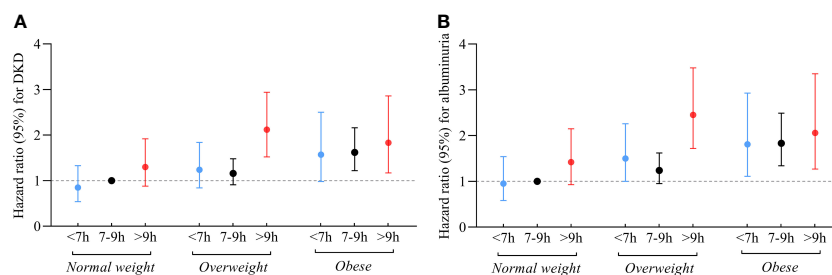 A
Hazard ratio (95%) for DKD
4
3
2
1
0
<7h 7-9h >9h <7h 7-9h >9h <7h 7-9h >9h
Normal weight Overweight Obese
B
Hazard ratio (95%) for albuminuria
4
3
2
1
0
<7h 7-9h >9h <7h 7-9h >9h <7h 7-9h >9h
Normal weight Overweight Obese